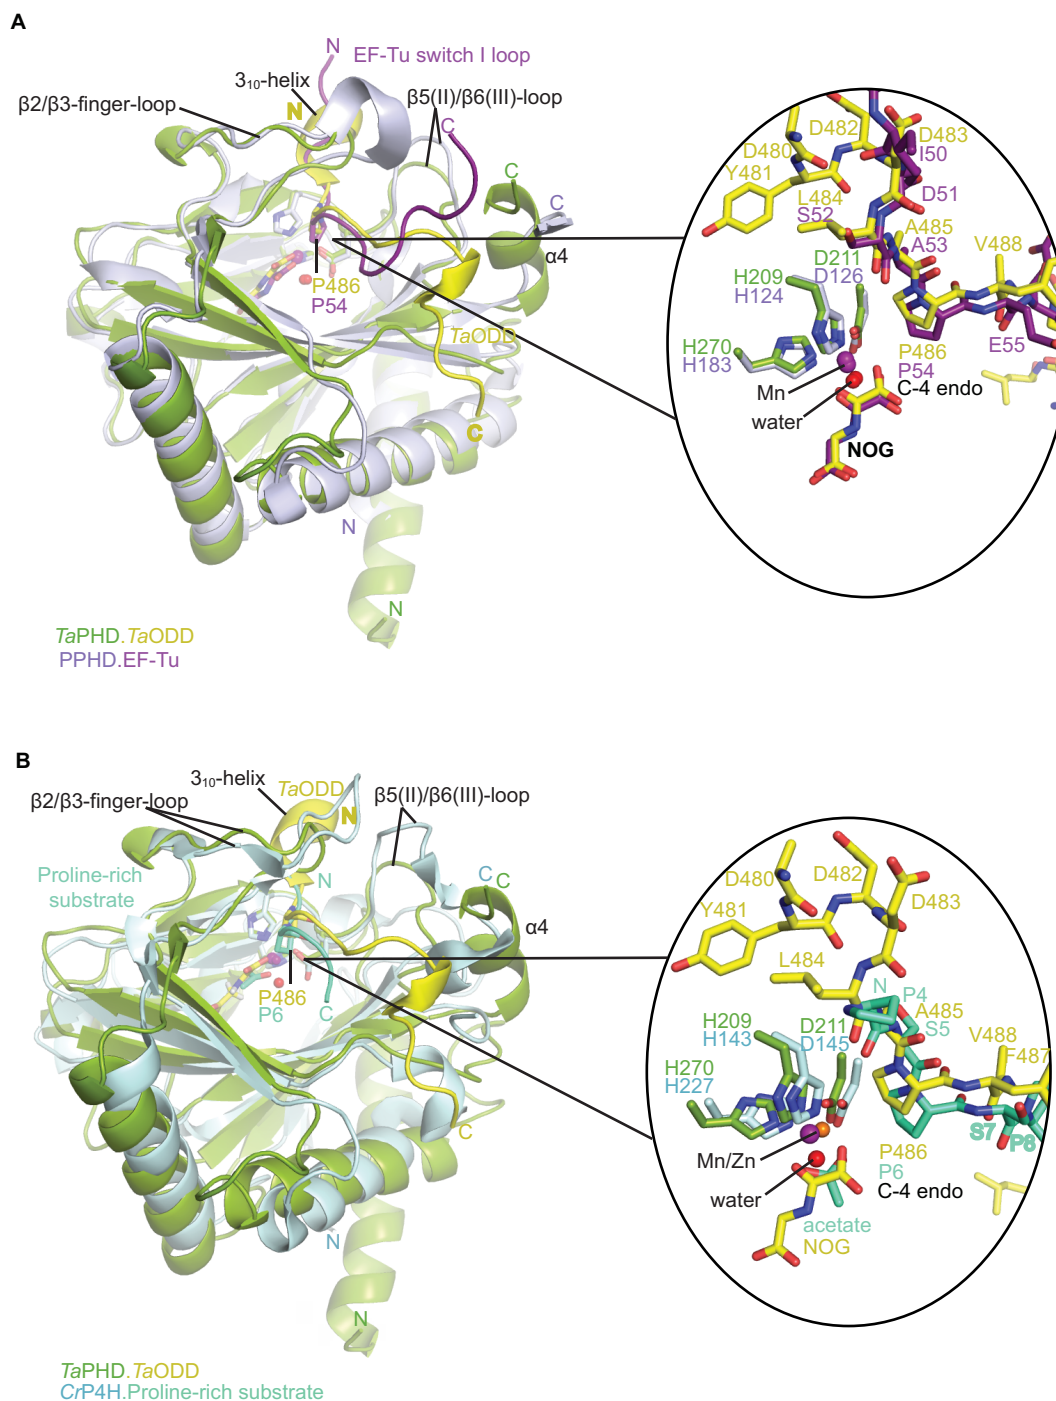 A
N
EF-Tu switch I loop
3₁₀-helix
β2/β3-finger-loop
N
β5(II)/β6(III)-loop
C
C
C
α4
P486
P54
TaODD
C
N
N
TaPHD.TaODD
PPHD.EF-Tu
D482
D483
D480
I50
Y481
D51
L484
S52
A485
A53
V488
D211
D126
H209
H124
H270
H183
E55
P486
P54
C-4 endo
Mn
water
NOG
B
3₁₀-helix
TaODD
β2/β3-finger-loop
N
β5(II)/β6(III)-loop
Proline-rich
substrate
N
C C
α4
P486
P6
C
C
N
N
TaPHD.TaODD
CrP4H.Proline-rich substrate
D480
D482
D483
Y481
L484
N
P4
A485
S5
H209
H143
D211
D145
V488
F487
H270
H227
S7
P8
Mn/Zn
P486
P6
C-4 endo
water
acetate
NOG